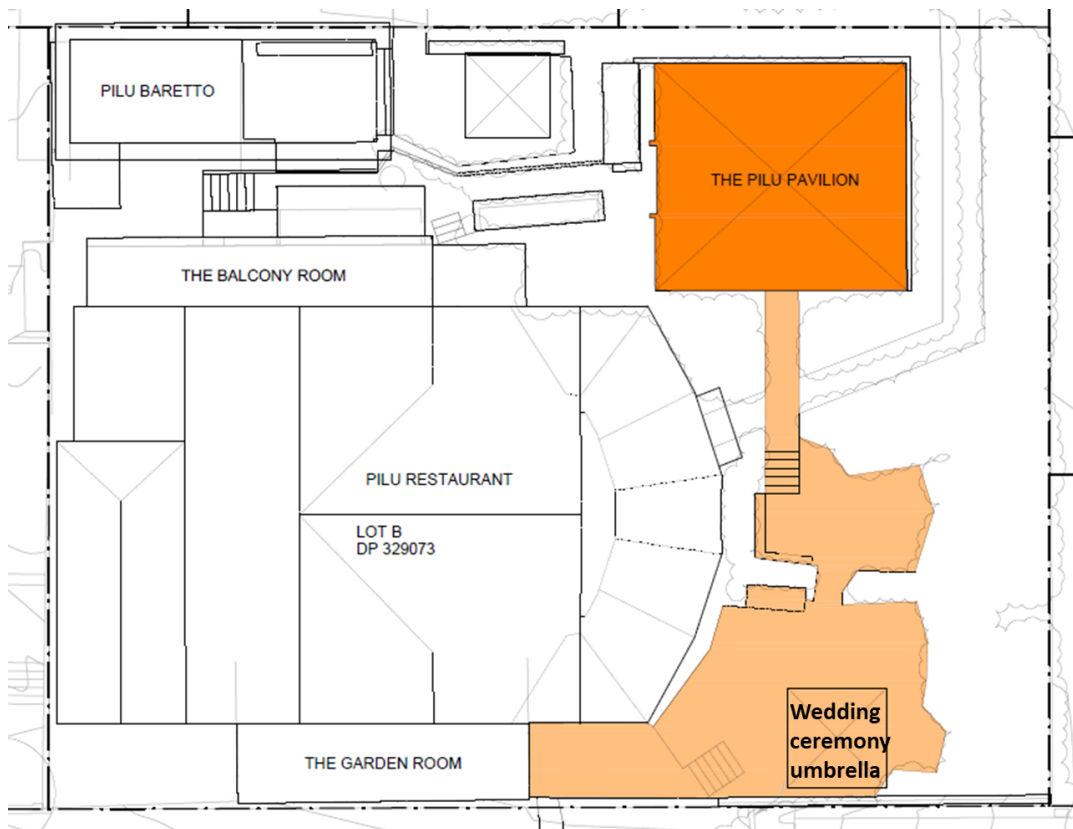 PILU BARETTO
THE PILU PAVILION
THE BALCONY ROOM
PILU RESTAURANT
LOT B
DP 329073
Wedding
ceremony
umbrella
THE GARDEN ROOM